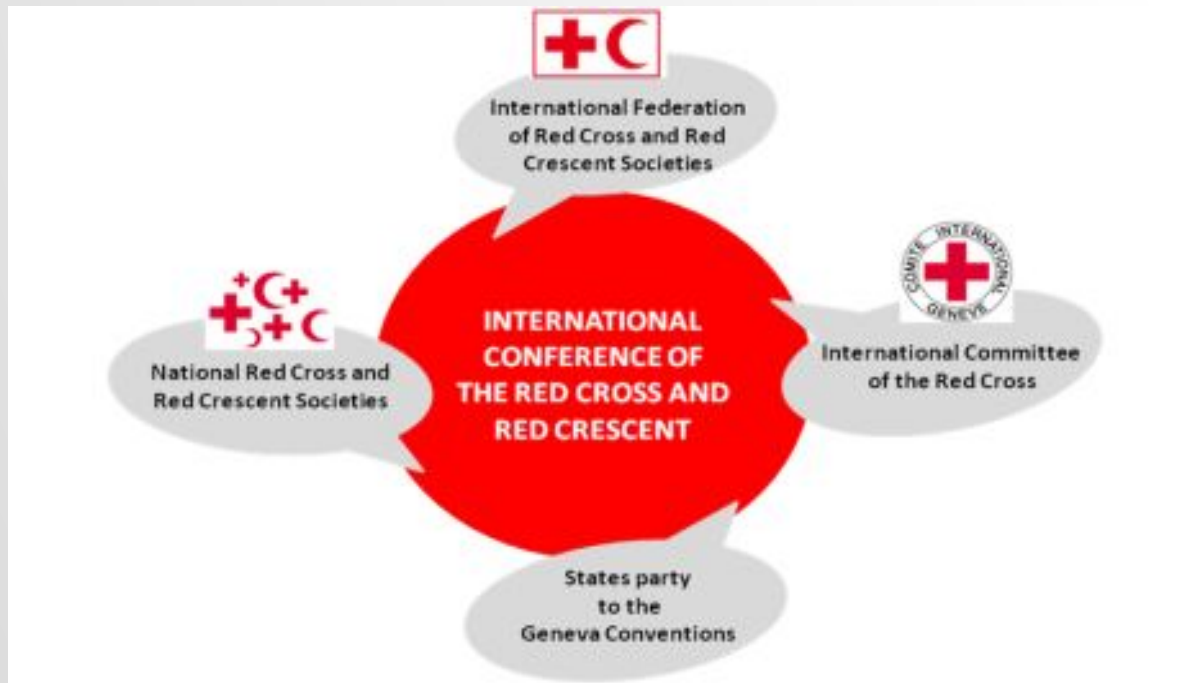 International Federation
of Red Cross and Red
Crescent Societies
COMITE INTERNATIONAL
GENEVE
International Committee
of the Red Cross
INTERNATIONAL
CONFERENCE OF
THE RED CROSS AND
RED CRESCENT
National Red Cross and
Red Crescent Societies
States party
to the
Geneva Conventions